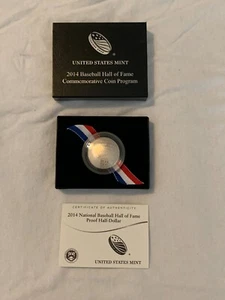 UNITED STATES MINT
2014 Baseball Hall of Fame
Commemorative Coin Program
CERTIFICATE OF AUTHENTICITY
2014 National Baseball Hall of Fame
Proof Half-Dollar
UNITED STATES MINT